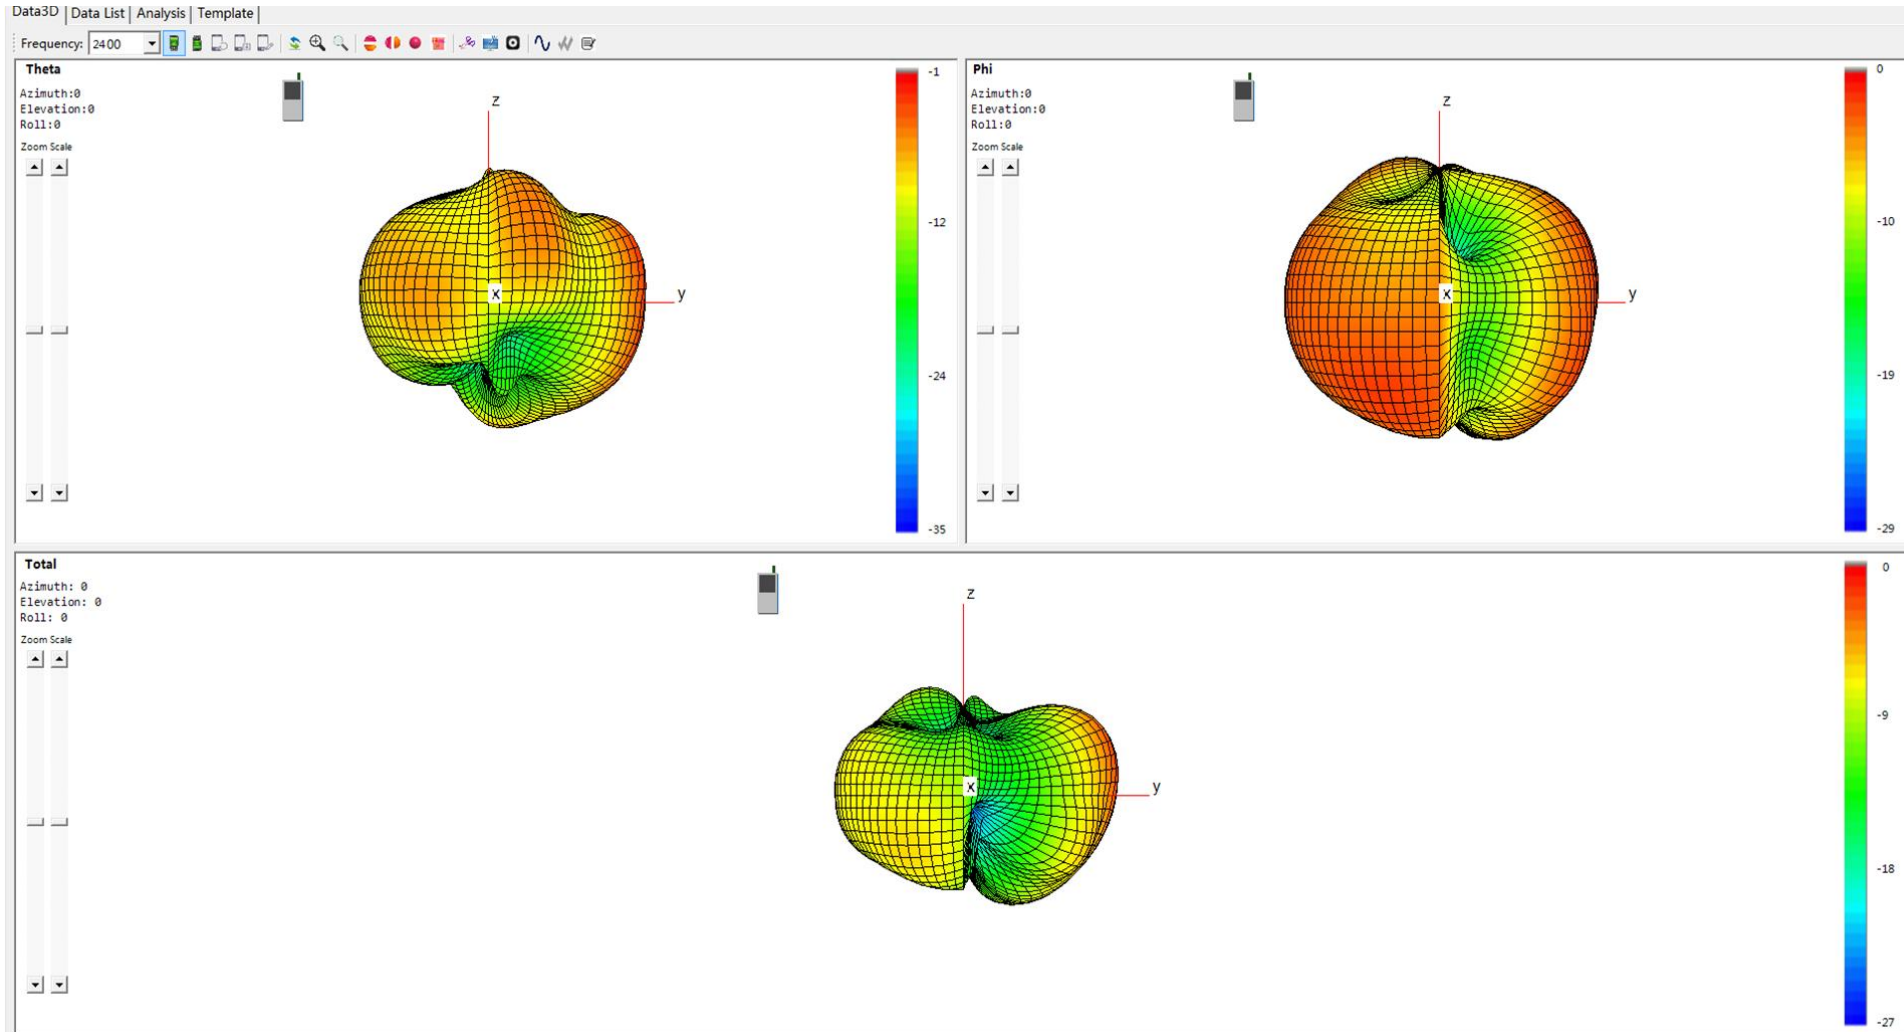 Data3D Data List Analysis Template
Frequency: 2400
Theta
Azimuth:0
Elevation:0
Roll:0
Zoom Scale
z
x
y
-1
-12
-24
-35
Phi
Azimuth:0
Elevation:0
Roll:0
Zoom Scale
z
x
y
0
-10
-19
-29
Total
Azimuth: 0
Elevation: 0
Roll: 0
Zoom Scale
z
x
y
0
-9
-18
-27